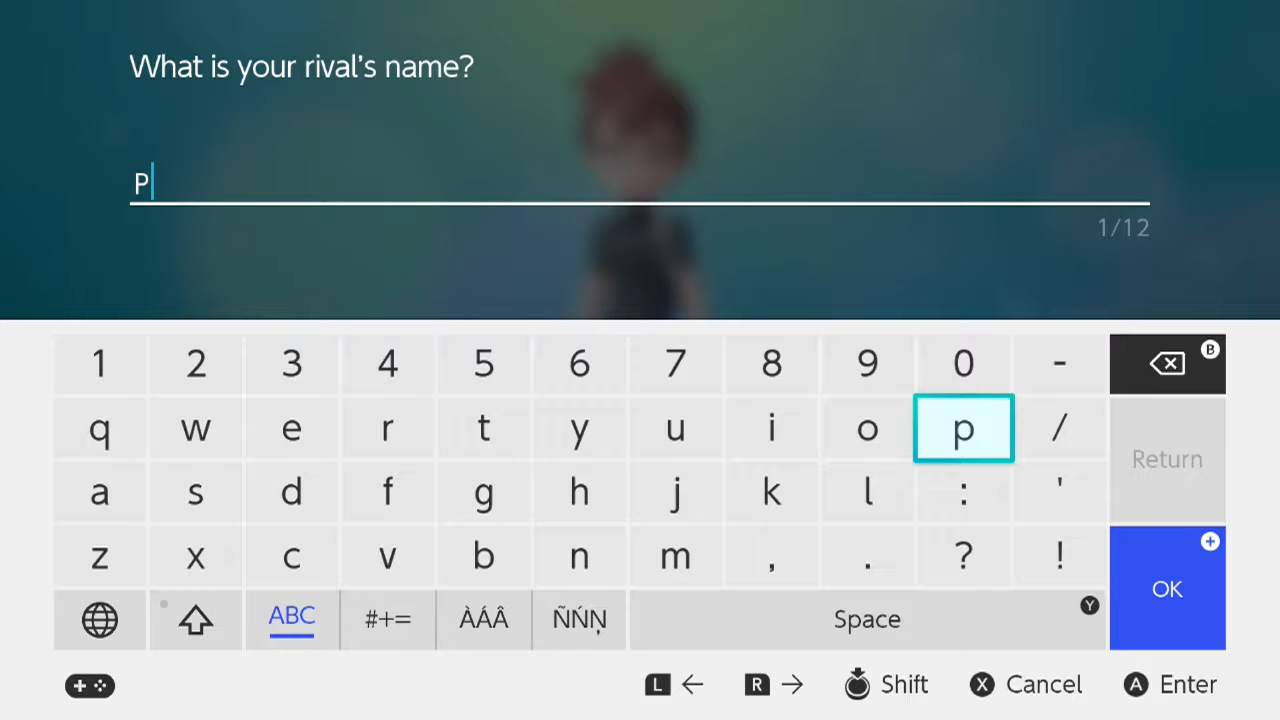 What is your rival's name?
P
1/12
1 2 3 4 5 6 7 8 9 0 - B
q w e r t y u i o p /
Return
a s d f g h j k l : '
z x c v b n m , . ? ! +
OK
ABC #+= ÀÁÂ ÑŃŅ Space Y
L ← R → Shift X Cancel A Enter